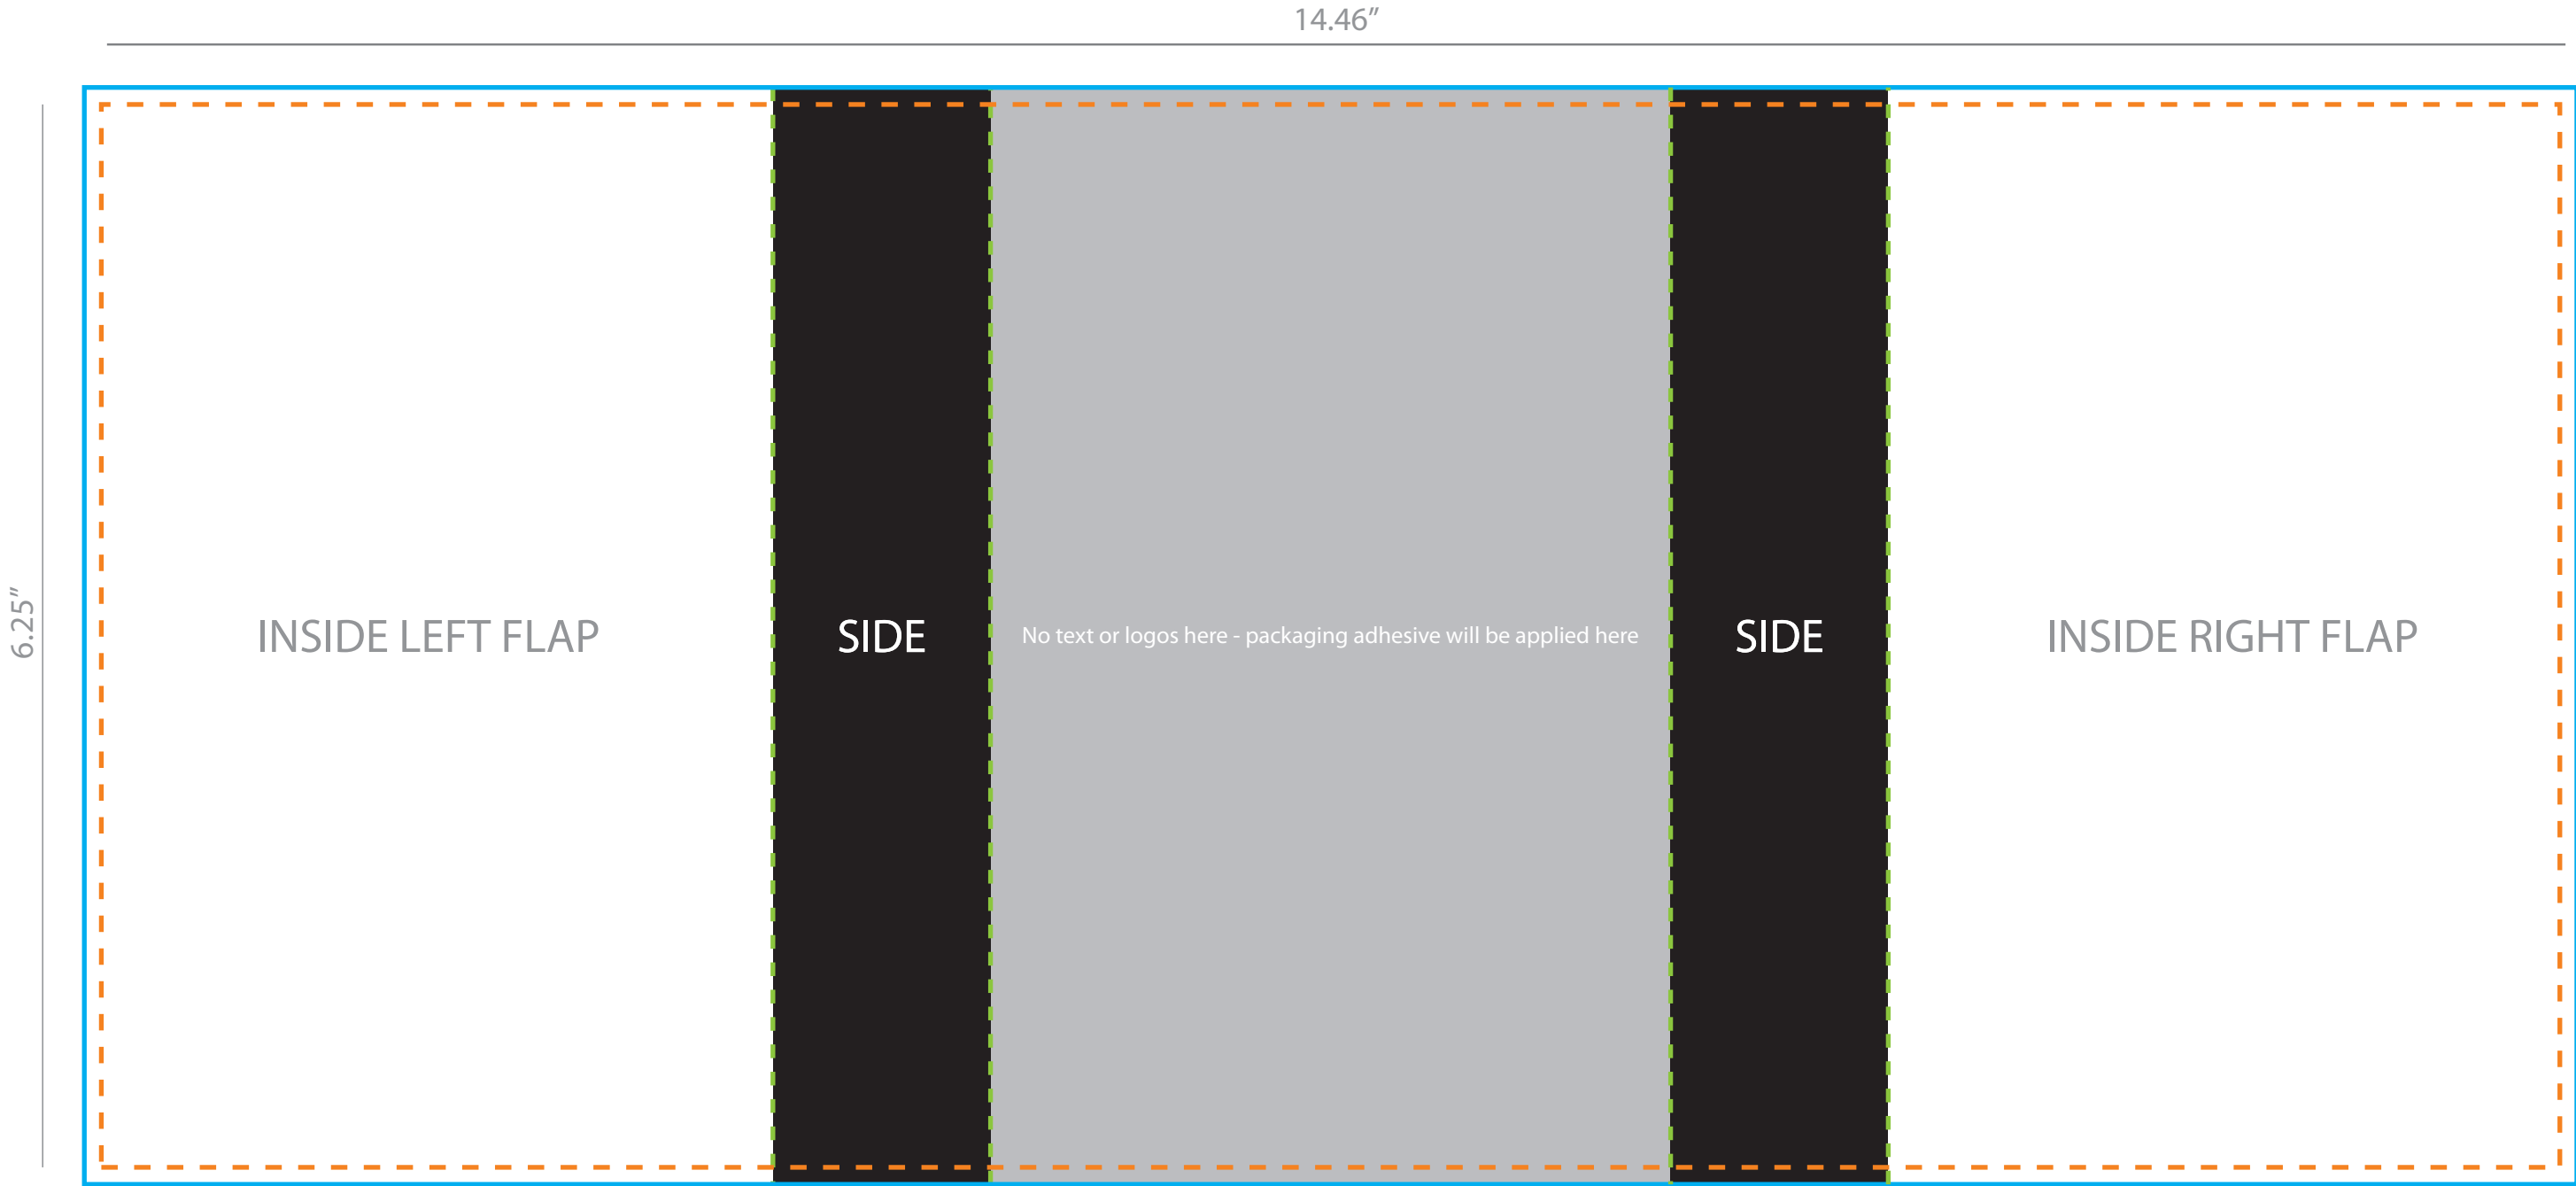 14.46”
6.25”
INSIDE LEFT FLAP
SIDE
No text or logos here - packaging adhesive will be applied here
SIDE
INSIDE RIGHT FLAP